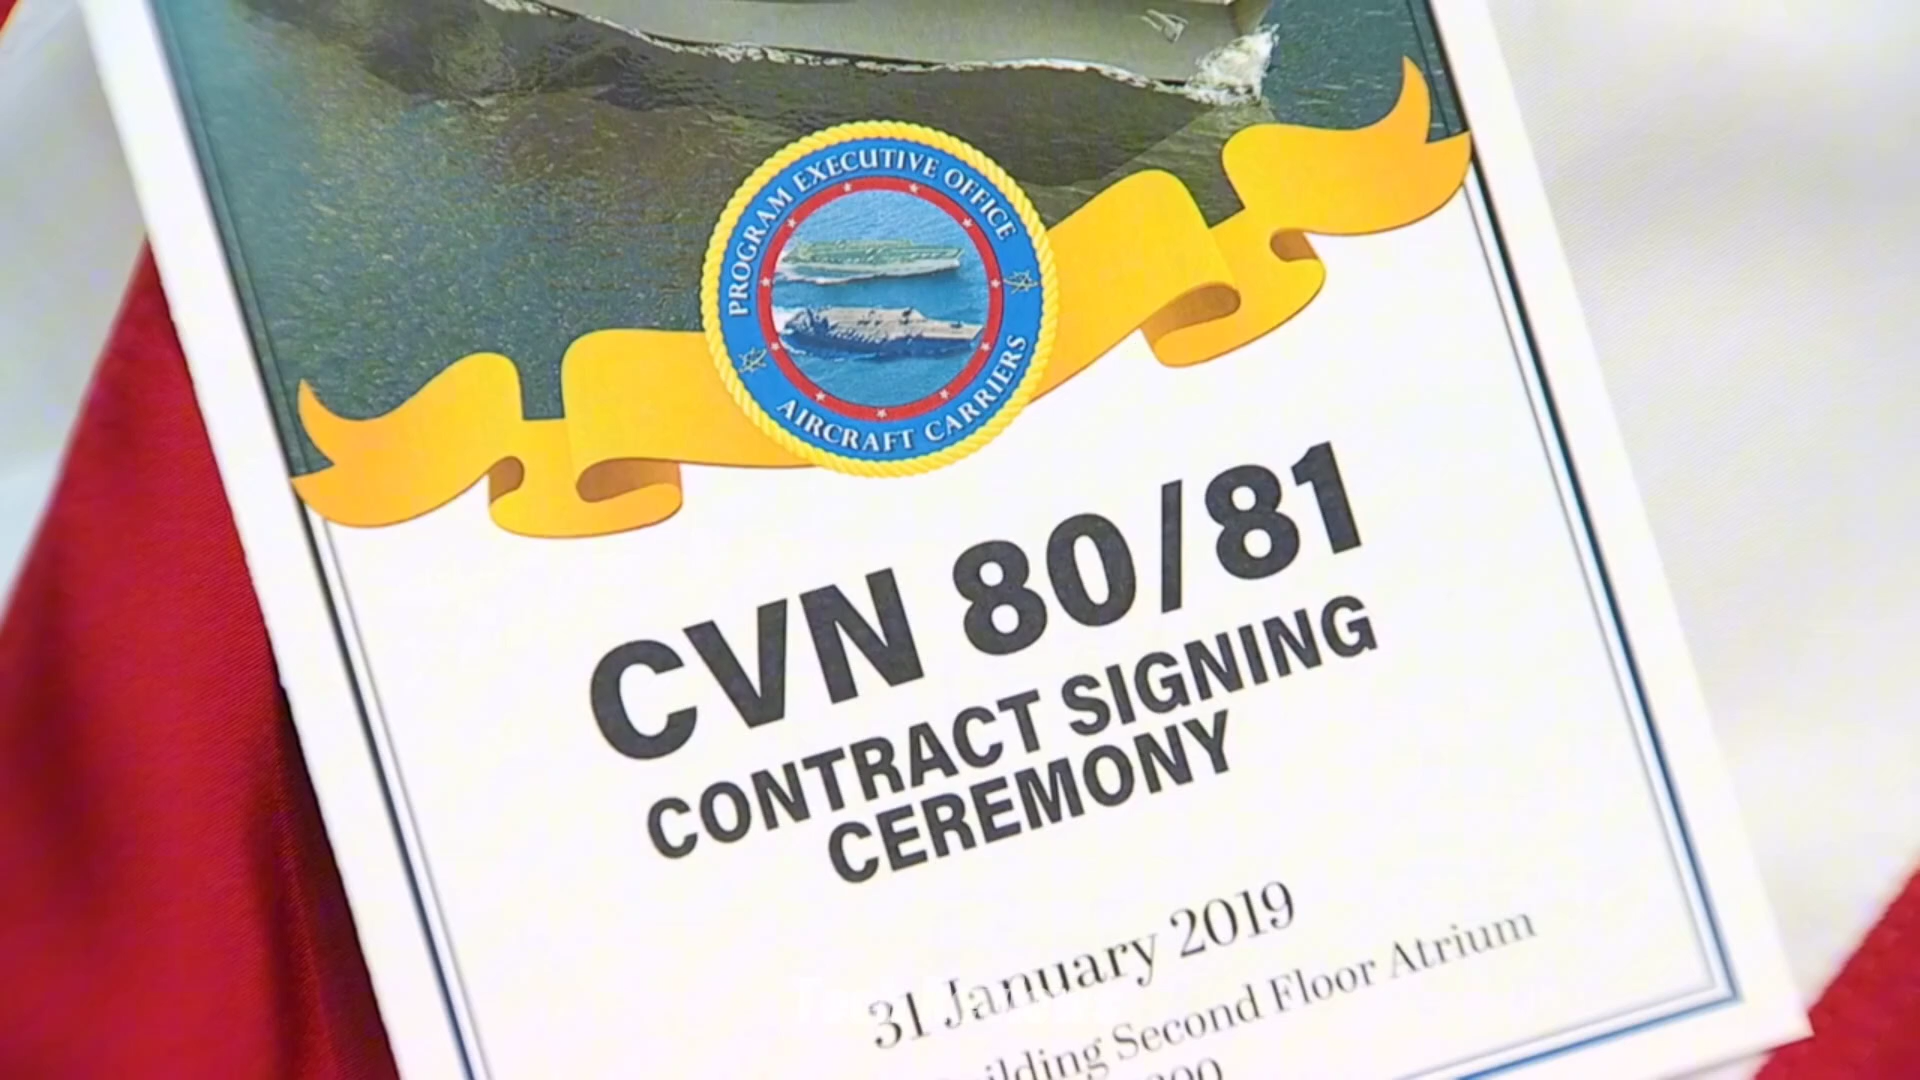 PROGRAM EXECUTIVE OFFICE
AIRCRAFT CARRIERS
CVN 80/81
CONTRACT SIGNING
CEREMONY
31 January 2019
Second Floor Atrium